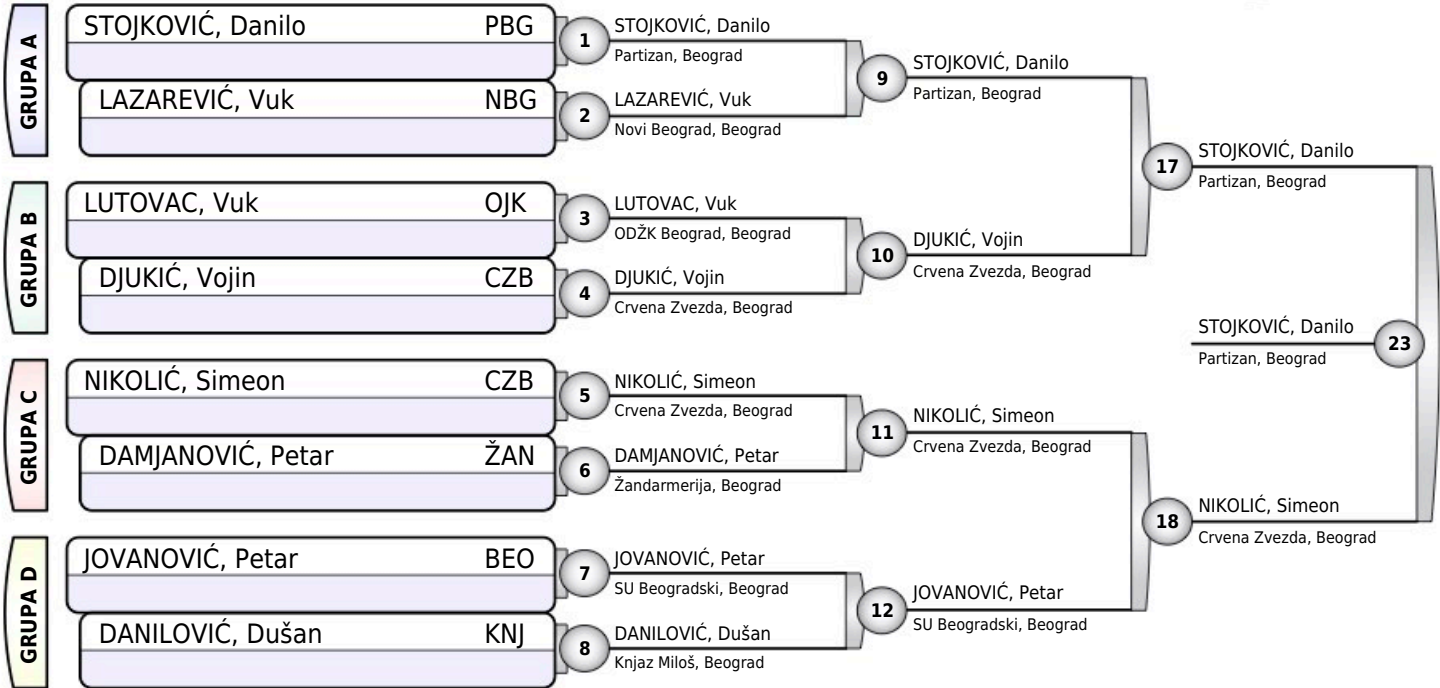 GRUPA A
STOJKOVIĆ, Danilo PBG
LAZAREVIĆ, Vuk NBG
GRUPA B
LUTOVAC, Vuk OJK
DJUKIĆ, Vojin CZB
GRUPA C
NIKOLIĆ, Simeon CZB
DAMJANOVIĆ, Petar ŽAN
GRUPA D
JOVANOVIĆ, Petar BEO
DANILOVIĆ, Dušan KNJ
1
STOJKOVIĆ, Danilo
Partizan, Beograd
2
LAZAREVIĆ, Vuk
Novi Beograd, Beograd
3
LUTOVAC, Vuk
ODŽK Beograd, Beograd
4
DJUKIĆ, Vojin
Crvena Zvezda, Beograd
5
NIKOLIĆ, Simeon
Crvena Zvezda, Beograd
6
DAMJANOVIĆ, Petar
Žandarmerija, Beograd
7
JOVANOVIĆ, Petar
SU Beogradski, Beograd
8
DANILOVIĆ, Dušan
Knjaz Miloš, Beograd
9
STOJKOVIĆ, Danilo
Partizan, Beograd
10
DJUKIĆ, Vojin
Crvena Zvezda, Beograd
11
NIKOLIĆ, Simeon
Crvena Zvezda, Beograd
12
JOVANOVIĆ, Petar
SU Beogradski, Beograd
17
STOJKOVIĆ, Danilo
Partizan, Beograd
18
NIKOLIĆ, Simeon
Crvena Zvezda, Beograd
STOJKOVIĆ, Danilo
Partizan, Beograd
23